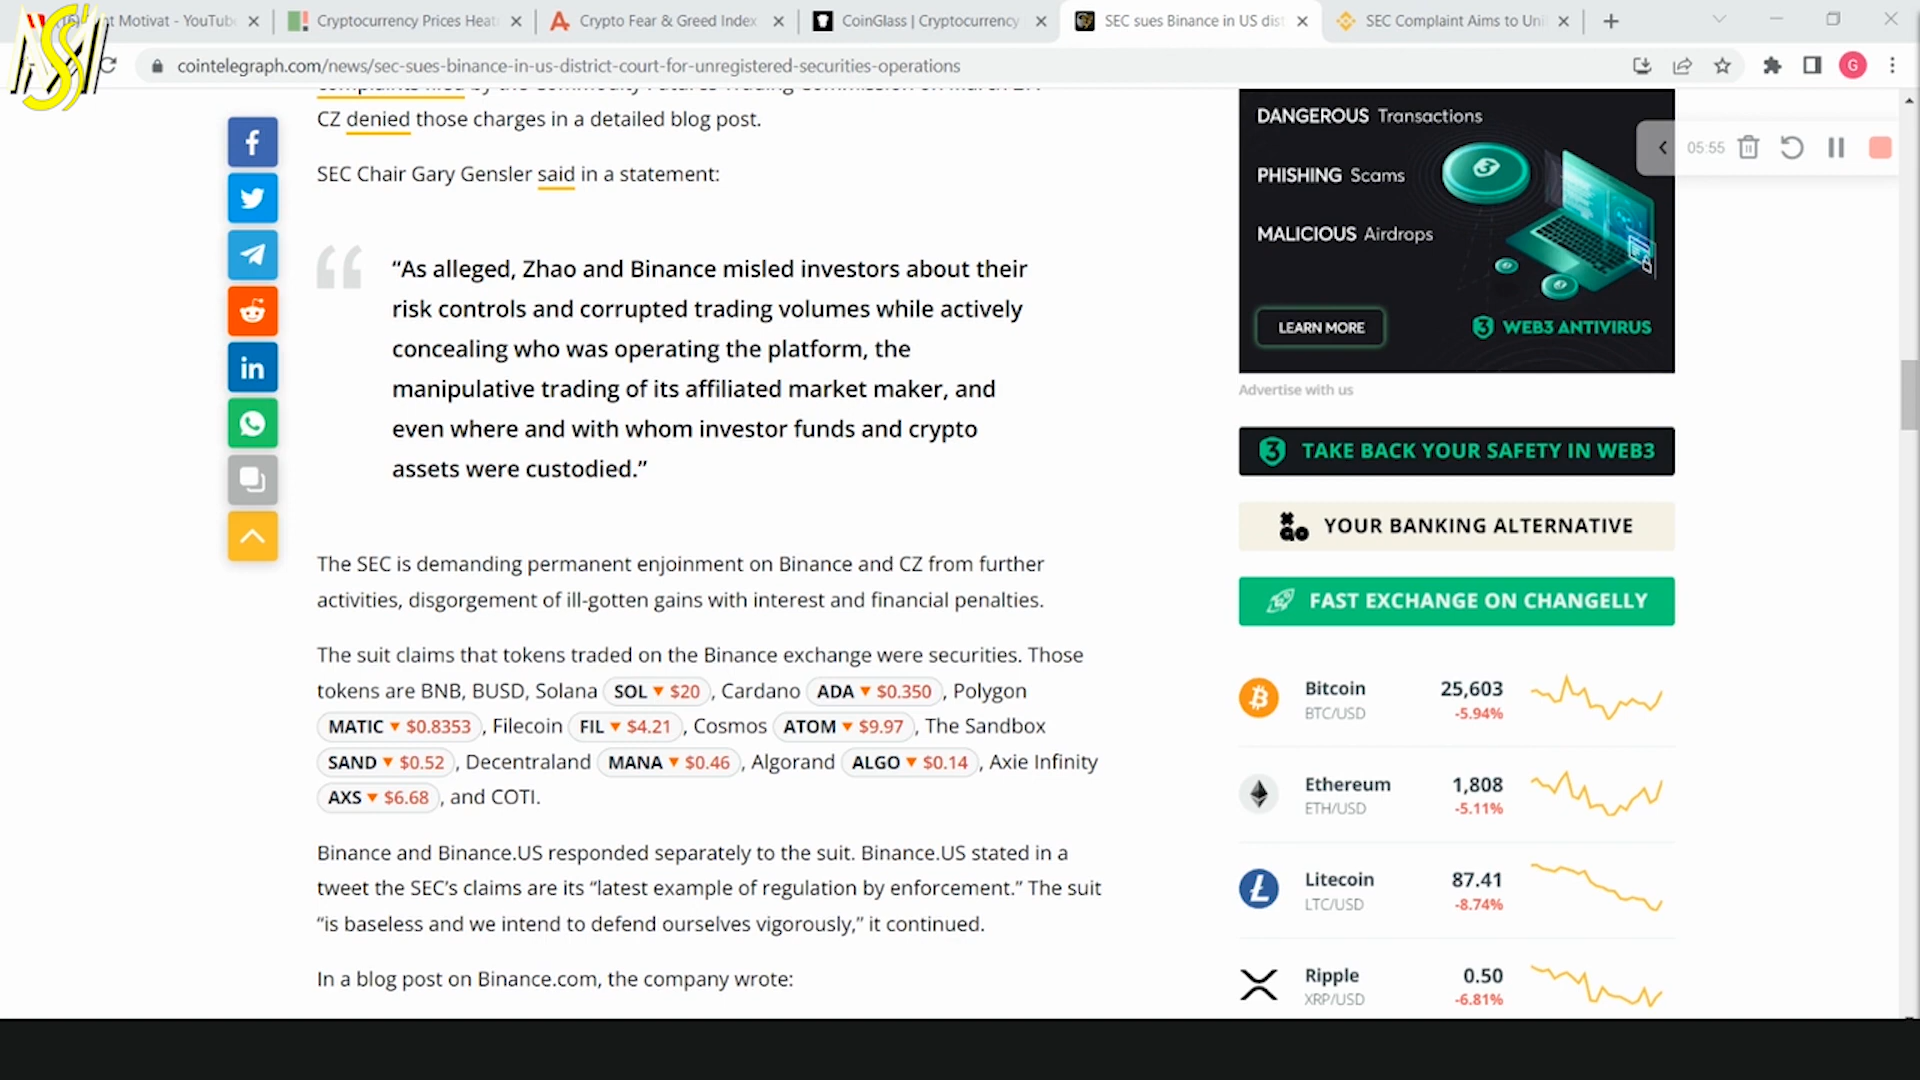 ot Motivat - YouTube
Cryptocurrency Prices Heat
Crypto Fear & Greed Index
CoinGlass | Cryptocurrency
SEC sues Binance in US dist
SEC Complaint Aims to Uni
cointelegraph.com/news/sec-sues-binance-in-us-district-court-for-unregistered-securities-operations
G
complaints filed by the Commodity Futures Trading Commission on March 27.
CZ denied those charges in a detailed blog post.
SEC Chair Gary Gensler said in a statement:
“As alleged, Zhao and Binance misled investors about their
risk controls and corrupted trading volumes while actively
concealing who was operating the platform, the
manipulative trading of its affiliated market maker, and
even where and with whom investor funds and crypto
assets were custodied.”
The SEC is demanding permanent enjoinment on Binance and CZ from further
activities, disgorgement of ill-gotten gains with interest and financial penalties.
The suit claims that tokens traded on the Binance exchange were securities. Those
tokens are BNB, BUSD, Solana SOL ▼ $20 , Cardano ADA ▼ $0.350 , Polygon
MATIC ▼ $0.8353 , Filecoin FIL ▼ $4.21 , Cosmos ATOM ▼ $9.97 , The Sandbox
SAND ▼ $0.52 , Decentraland MANA ▼ $0.46 , Algorand ALGO ▼ $0.14 , Axie Infinity
AXS ▼ $6.68 , and COTI.
Binance and Binance.US responded separately to the suit. Binance.US stated in a
tweet the SEC’s claims are its “latest example of regulation by enforcement.” The suit
“is baseless and we intend to defend ourselves vigorously,” it continued.
In a blog post on Binance.com, the company wrote:
DANGEROUS Transactions
PHISHING Scams
MALICIOUS Airdrops
LEARN MORE
WEB3 ANTIVIRUS
05:55
Advertise with us
TAKE BACK YOUR SAFETY IN WEB3
YOUR BANKING ALTERNATIVE
FAST EXCHANGE ON CHANGELLY
Bitcoin 25,603
BTC/USD -5.94%
Ethereum 1,808
ETH/USD -5.11%
Litecoin 87.41
LTC/USD -8.74%
Ripple 0.50
XRP/USD -6.81%